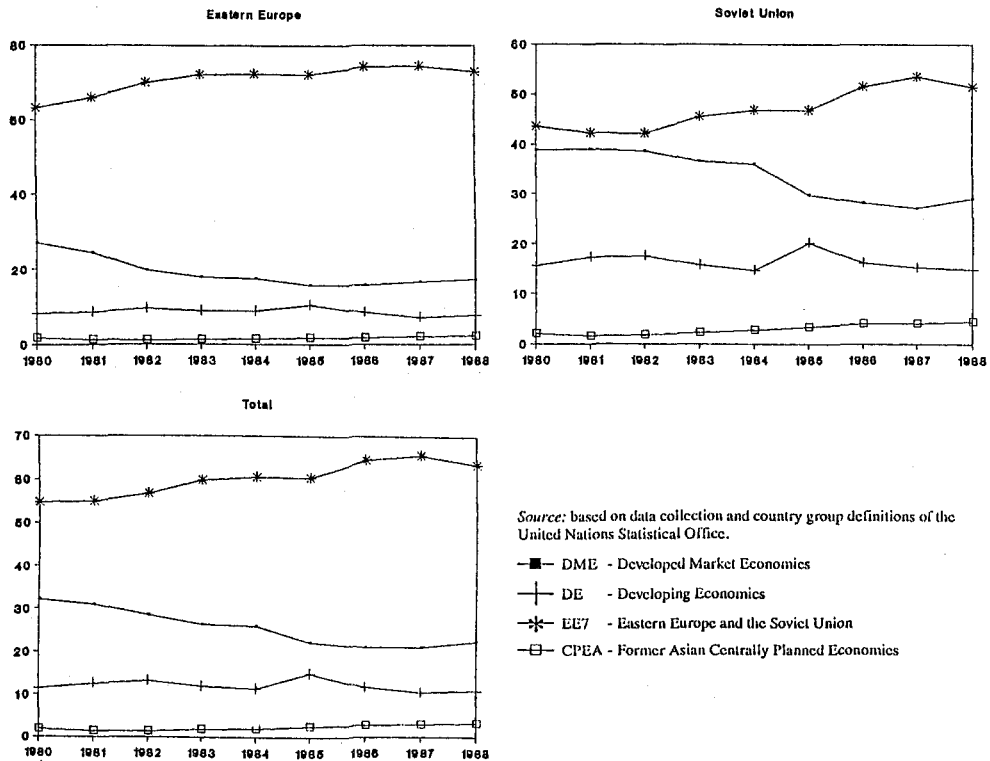 Eastern Europe
80
60
40
20
0
1980 1981 1982 1983 1984 1985 1986 1987 1988
Soviet Union
60
50
40
30
20
10
0
1980 1981 1982 1983 1984 1985 1986 1987 1988
Total
70
60
50
40
30
20
10
0
1980 1981 1982 1983 1984 1985 1986 1987 1988
Source: based on data collection and country group definitions of the
United Nations Statistical Office.
DME - Developed Market Economics
DE - Developing Economics
EE7 - Eastern Europe and the Soviet Union
CPEA - Former Asian Centrally Planned Economics